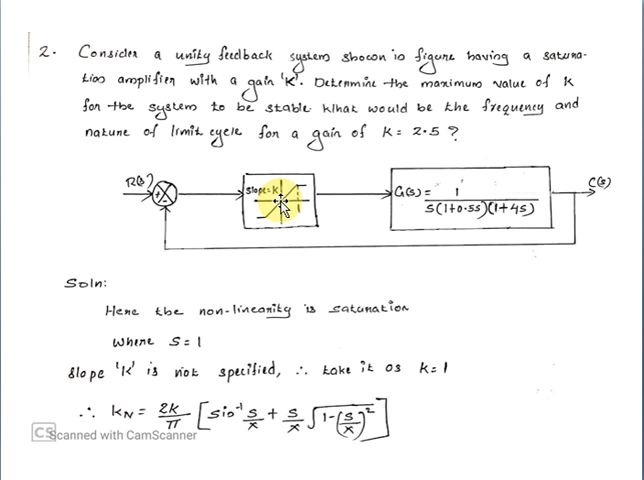 2. Consider a unity feedback system shown in figure having a satura-
tion amplifier with a gain 'K'. Determine the maximum value of K
for the system to be stable. What would be the frequency and
nature of limit cycle for a gain of K = 2.5 ?
R(s) C(s)
+ -
slope=K
1
G(s) = 1 / s(1+0.5s)(1+4s)
Soln:
Here the non-linearity is saturation
where S = 1
slope 'K' is not specified, ∴ take it as K=1
∴ KN = 2K/π [ sin⁻¹ S/X + S/X √(1-(S/X)²) ]
CS Scanned with CamScanner